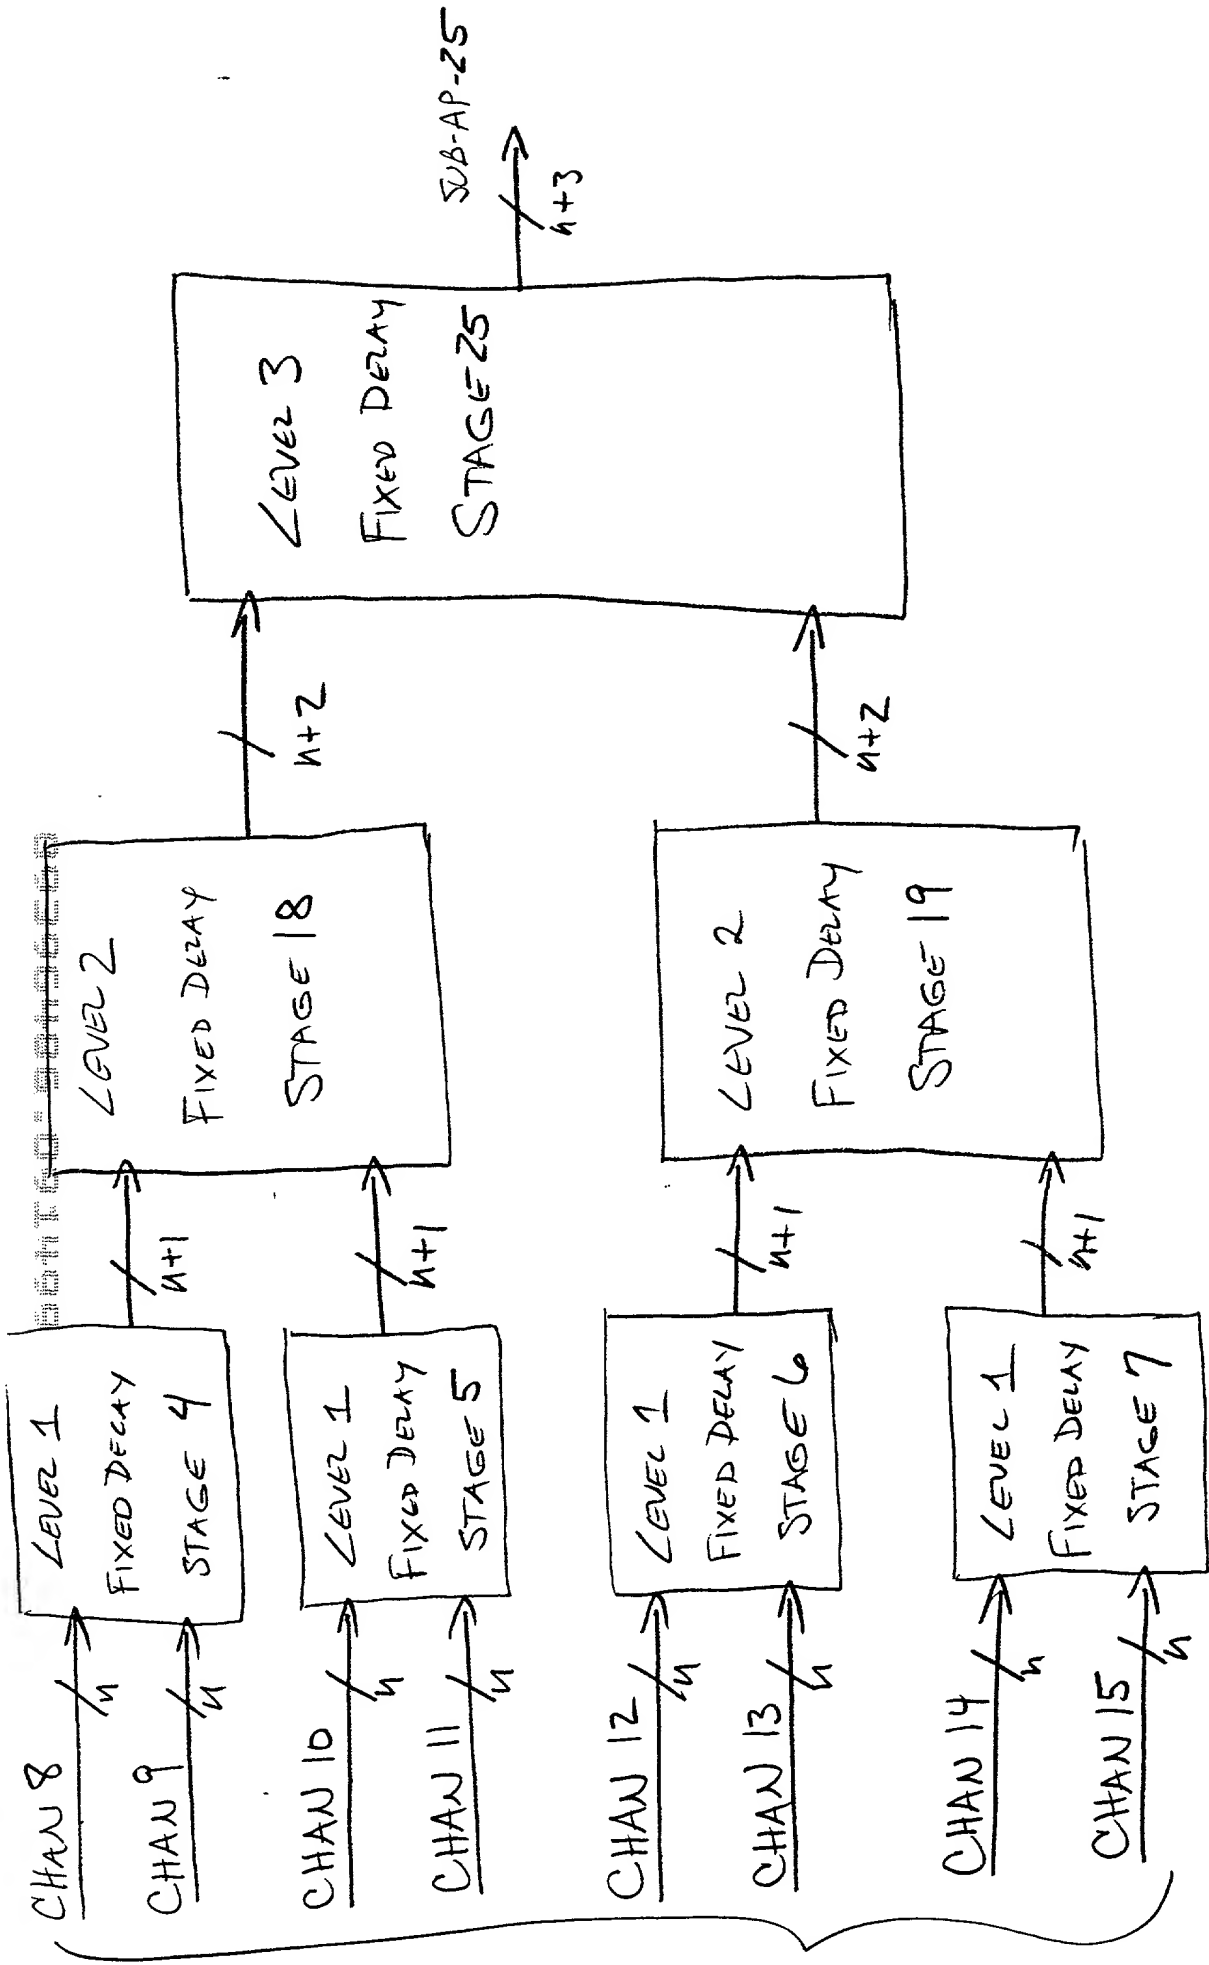 CHAN 8
n
CHAN 9
n
CHAN 10
n
CHAN 11
n
CHAN 12
n
CHAN 13
n
CHAN 14
n
CHAN 15
n
LEVEL 1
FIXED DELAY
STAGE 4
n+1
LEVEL 1
FIXED DELAY
STAGE 5
n+1
LEVEL 1
FIXED DELAY
STAGE 6
n+1
LEVEL 1
FIXED DELAY
STAGE 7
n+1
LEVEL 2
FIXED DELAY
STAGE 18
n+2
LEVEL 2
FIXED DELAY
STAGE 19
n+2
LEVEL 3
FIXED DELAY
STAGE 25
SUB-AP-25
n+3